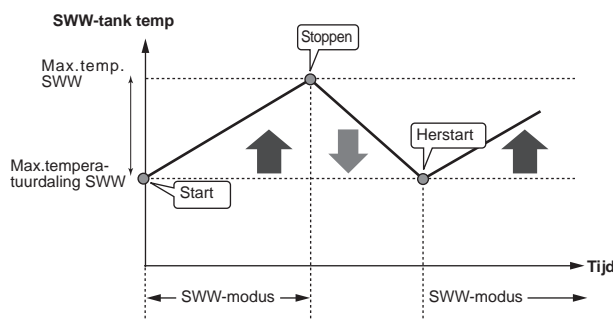 SWW-tank temp
Stoppen
Max.temp.
SWW
Herstart
Max.tempera-
tuurdaling SWW
Start
Tijd
SWW-modus
SWW-modus